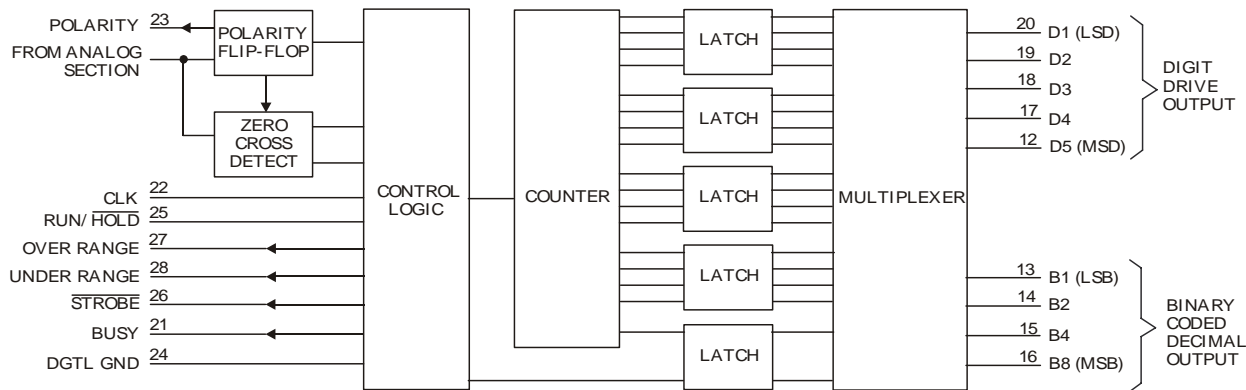 POLARITY
23
FROM ANALOG
SECTION
POLARITY
FLIP-FLOP
ZERO
CROSS
DETECT
CLK
22
RUN/HOLD
25
OVER RANGE
27
UNDER RANGE
28
STROBE
26
BUSY
21
DGTL GND
24
CONTROL
LOGIC
COUNTER
LATCH
LATCH
LATCH
LATCH
LATCH
MULTIPLEXER
20
D1 (LSD)
19
D2
18
D3
17
D4
12
D5 (MSD)
DIGIT
DRIVE
OUTPUT
13
B1 (LSB)
14
B2
15
B4
16
B8 (MSB)
BINARY
CODED
DECIMAL
OUTPUT